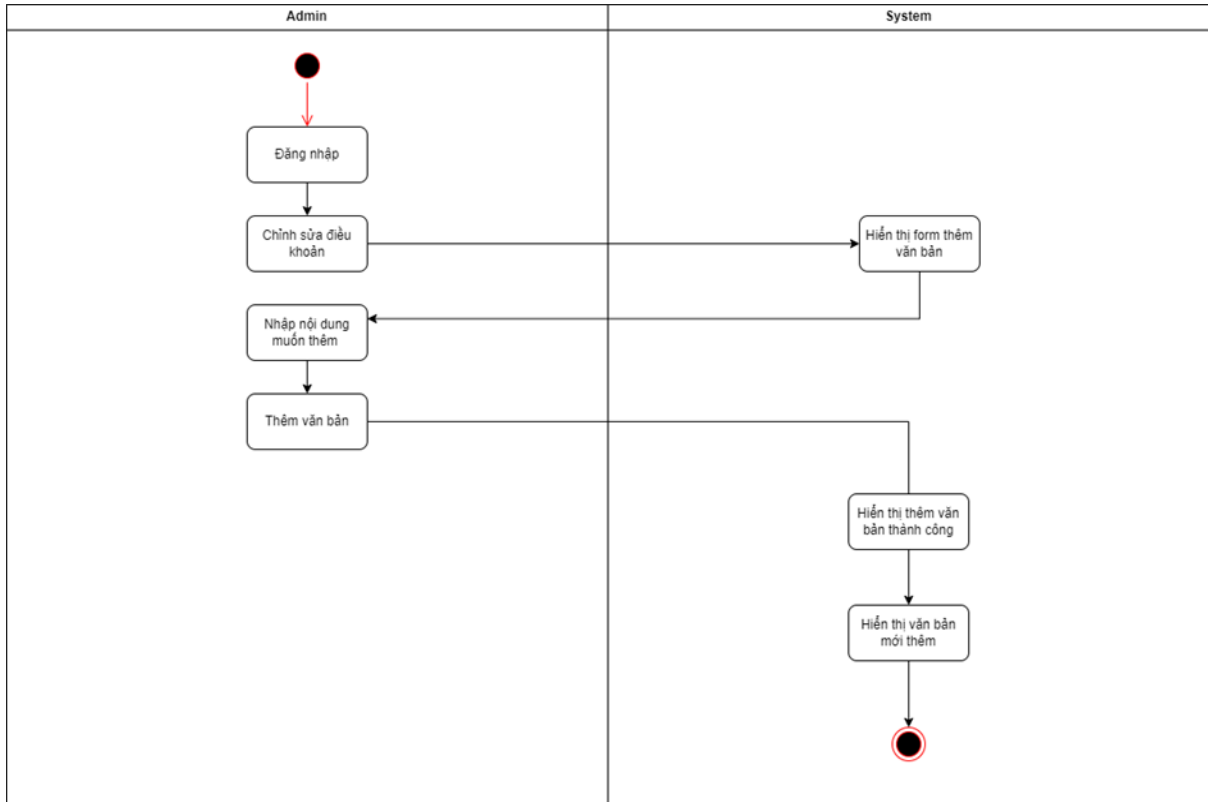 Admin
System
Đăng nhập
Chỉnh sửa điều
khoản
Hiển thị form thêm
văn bản
Nhập nội dung
muốn thêm
Thêm văn bản
Hiển thị thêm văn
bản thành công
Hiển thị văn bản
mới thêm